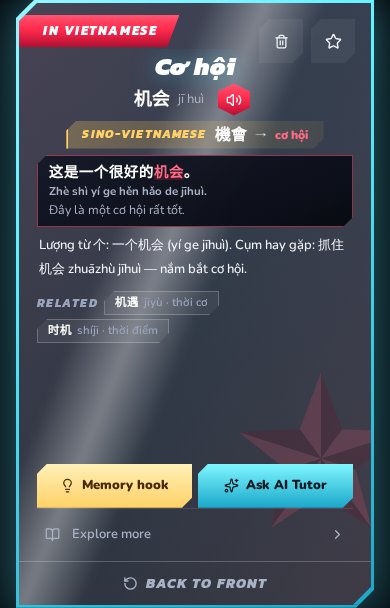 IN VIETNAMESE
Cơ hội
机会 jī huì
SINO-VIETNAMESE 機會 → cơ hội
这是一个很好的机会。
Zhè shì yí ge hěn hǎo de jīhuì.
Đây là một cơ hội rất tốt.
Lượng từ 个: 一个机会 (yí ge jīhuì). Cụm hay gặp: 抓住
机会 zhuāzhù jīhuì — nắm bắt cơ hội.
RELATED 机遇 jīyù · thời cơ
时机 shíjī · thời điểm
Memory hook Ask AI Tutor
Explore more
BACK TO FRONT